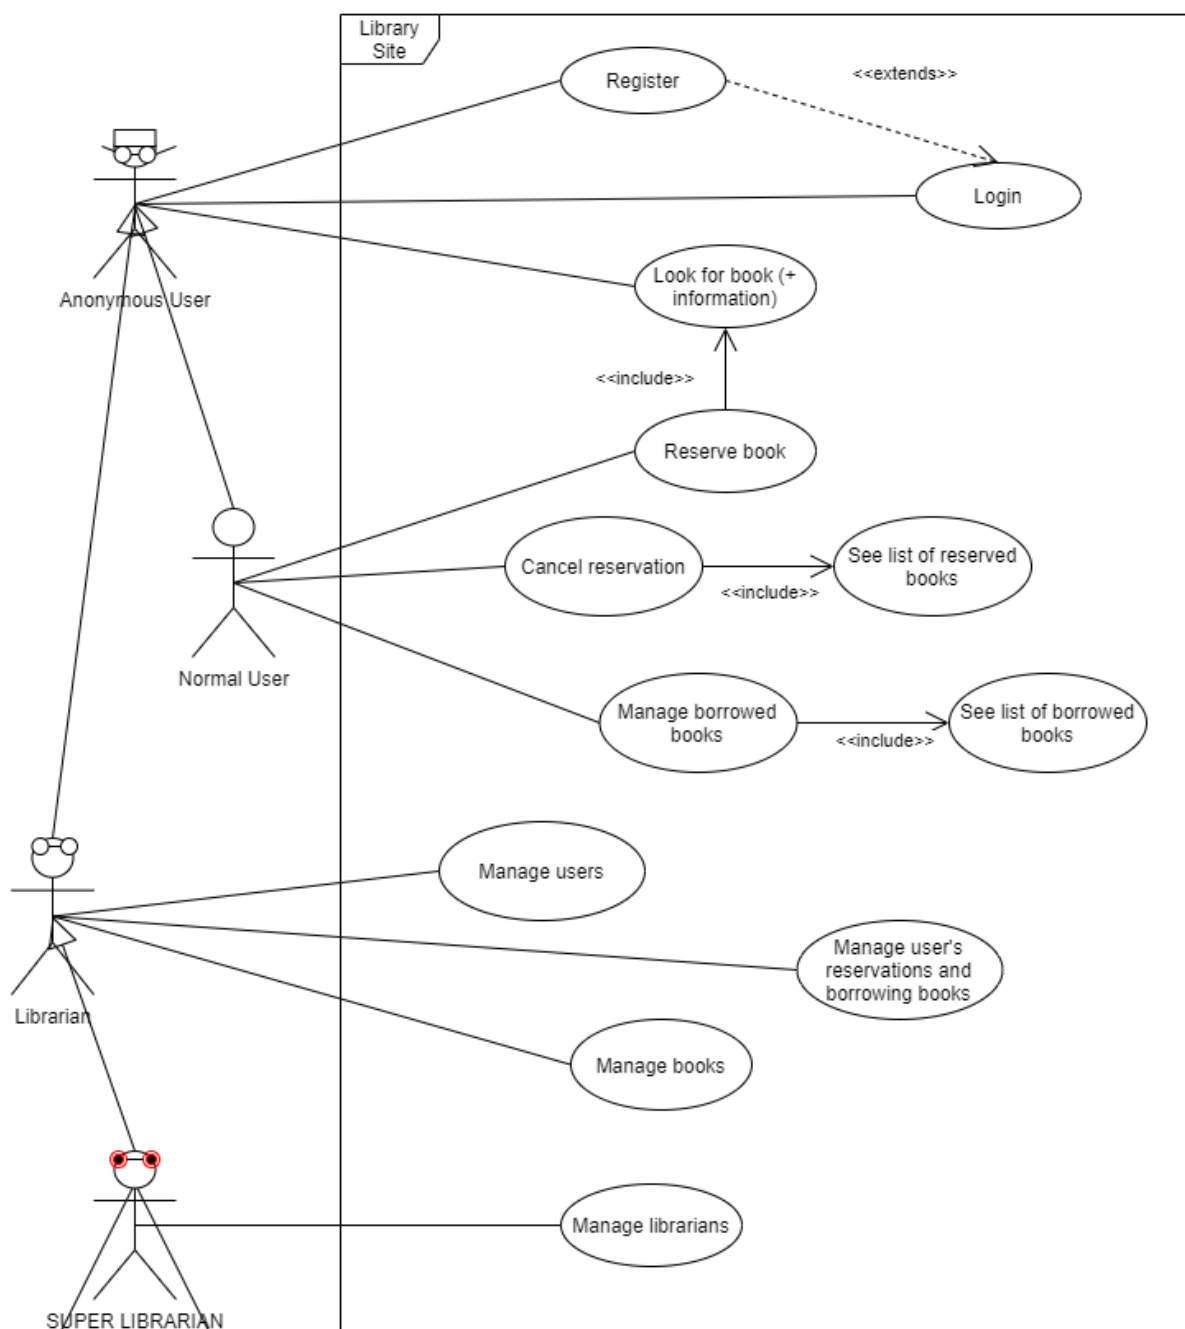 Library
Site
Register
<<extends>>
Login
Anonymous User
Look for book (+
information)
<<include>>
Reserve book
Cancel reservation
<<include>>
See list of reserved
books
Normal User
Manage borrowed
books
<<include>>
See list of borrowed
books
Manage users
Manage user's
reservations and
borrowing books
Librarian
Manage books
Manage librarians
SUPER LIBRARIAN